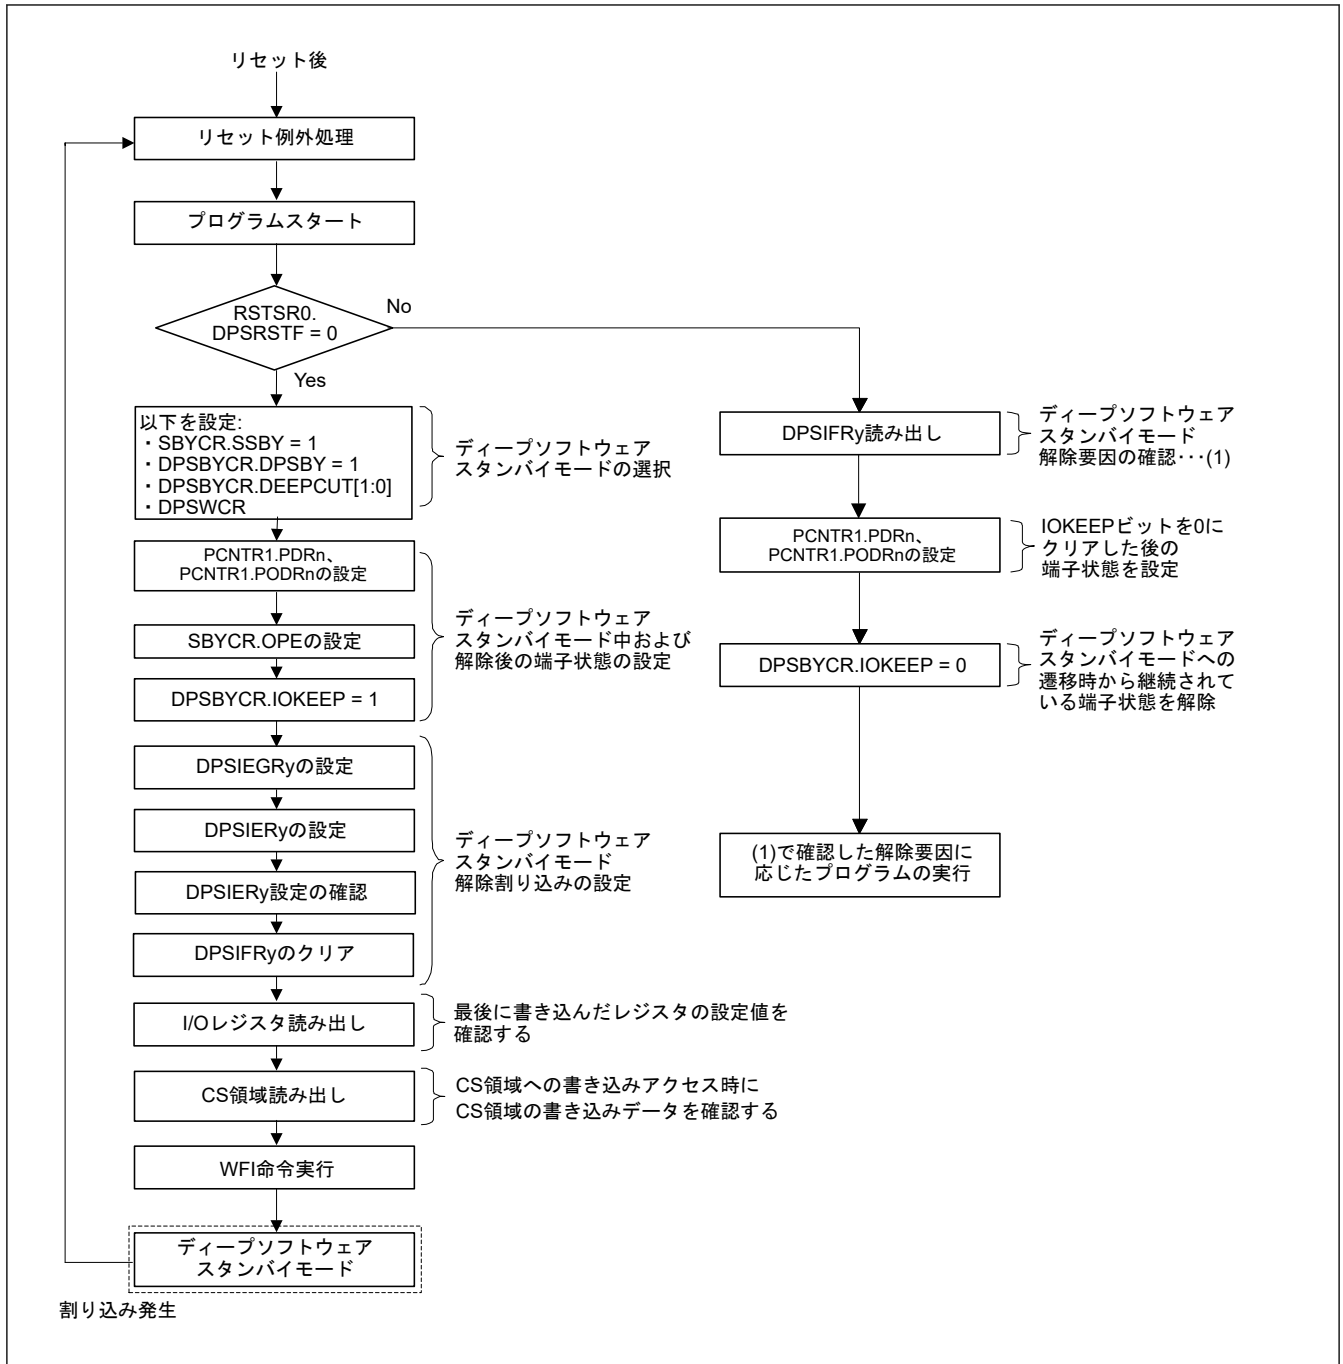 リセット後
リセット例外処理
プログラムスタート
RSTSR0.
DPSRSTF = 0
No
Yes
以下を設定:
・SBYCR.SSBY = 1
・DPSBYCR.DPSBY = 1
・DPSBYCR.DEEPCUT[1:0]
・DPSWCR
ディープソフトウェア
スタンバイモードの選択
PCNTR1.PDRn、
PCNTR1.PODRnの設定
SBYCR.OPEの設定
DPSBYCR.IOKEEP = 1
ディープソフトウェア
スタンバイモード中および
解除後の端子状態の設定
DPSIEGRyの設定
DPSIERyの設定
DPSIERy設定の確認
DPSIFRyのクリア
ディープソフトウェア
スタンバイモード
解除割り込みの設定
I/Oレジスタ読み出し
最後に書き込んだレジスタの設定値を
確認する
CS領域読み出し
CS領域への書き込みアクセス時に
CS領域の書き込みデータを確認する
WFI命令実行
ディープソフトウェア
スタンバイモード
割り込み発生
DPSIFRy読み出し
ディープソフトウェア
スタンバイモード
解除要因の確認･･･(1)
PCNTR1.PDRn、
PCNTR1.PODRnの設定
IOKEEPビットを0に
クリアした後の
端子状態を設定
DPSBYCR.IOKEEP = 0
ディープソフトウェア
スタンバイモードへの
遷移時から継続されて
いる端子状態を解除
(1)で確認した解除要因に
応じたプログラムの実行